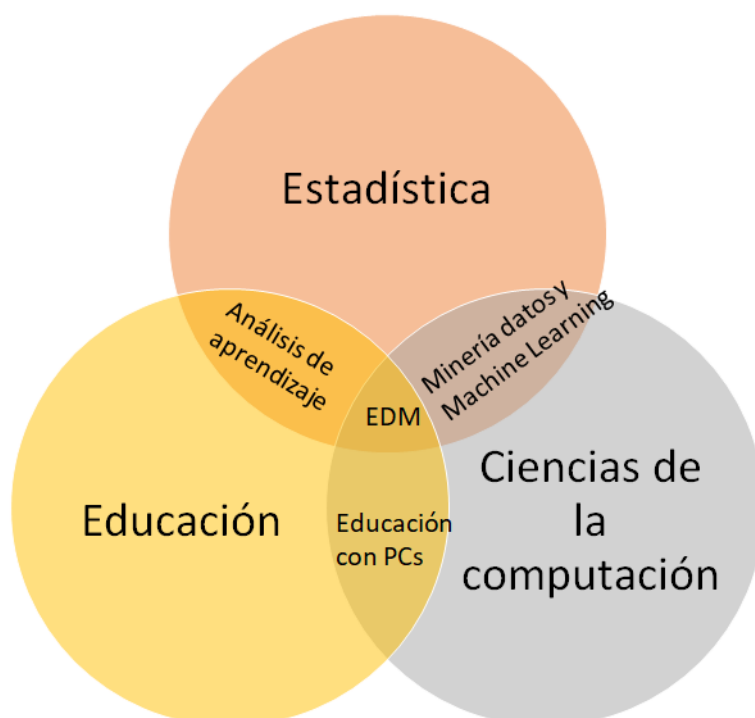 Estadística
Análisis de
aprendizaje
Minería datos y
Machine Learning
EDM
Educación
Educación
con PCs
Ciencias de
la
computación